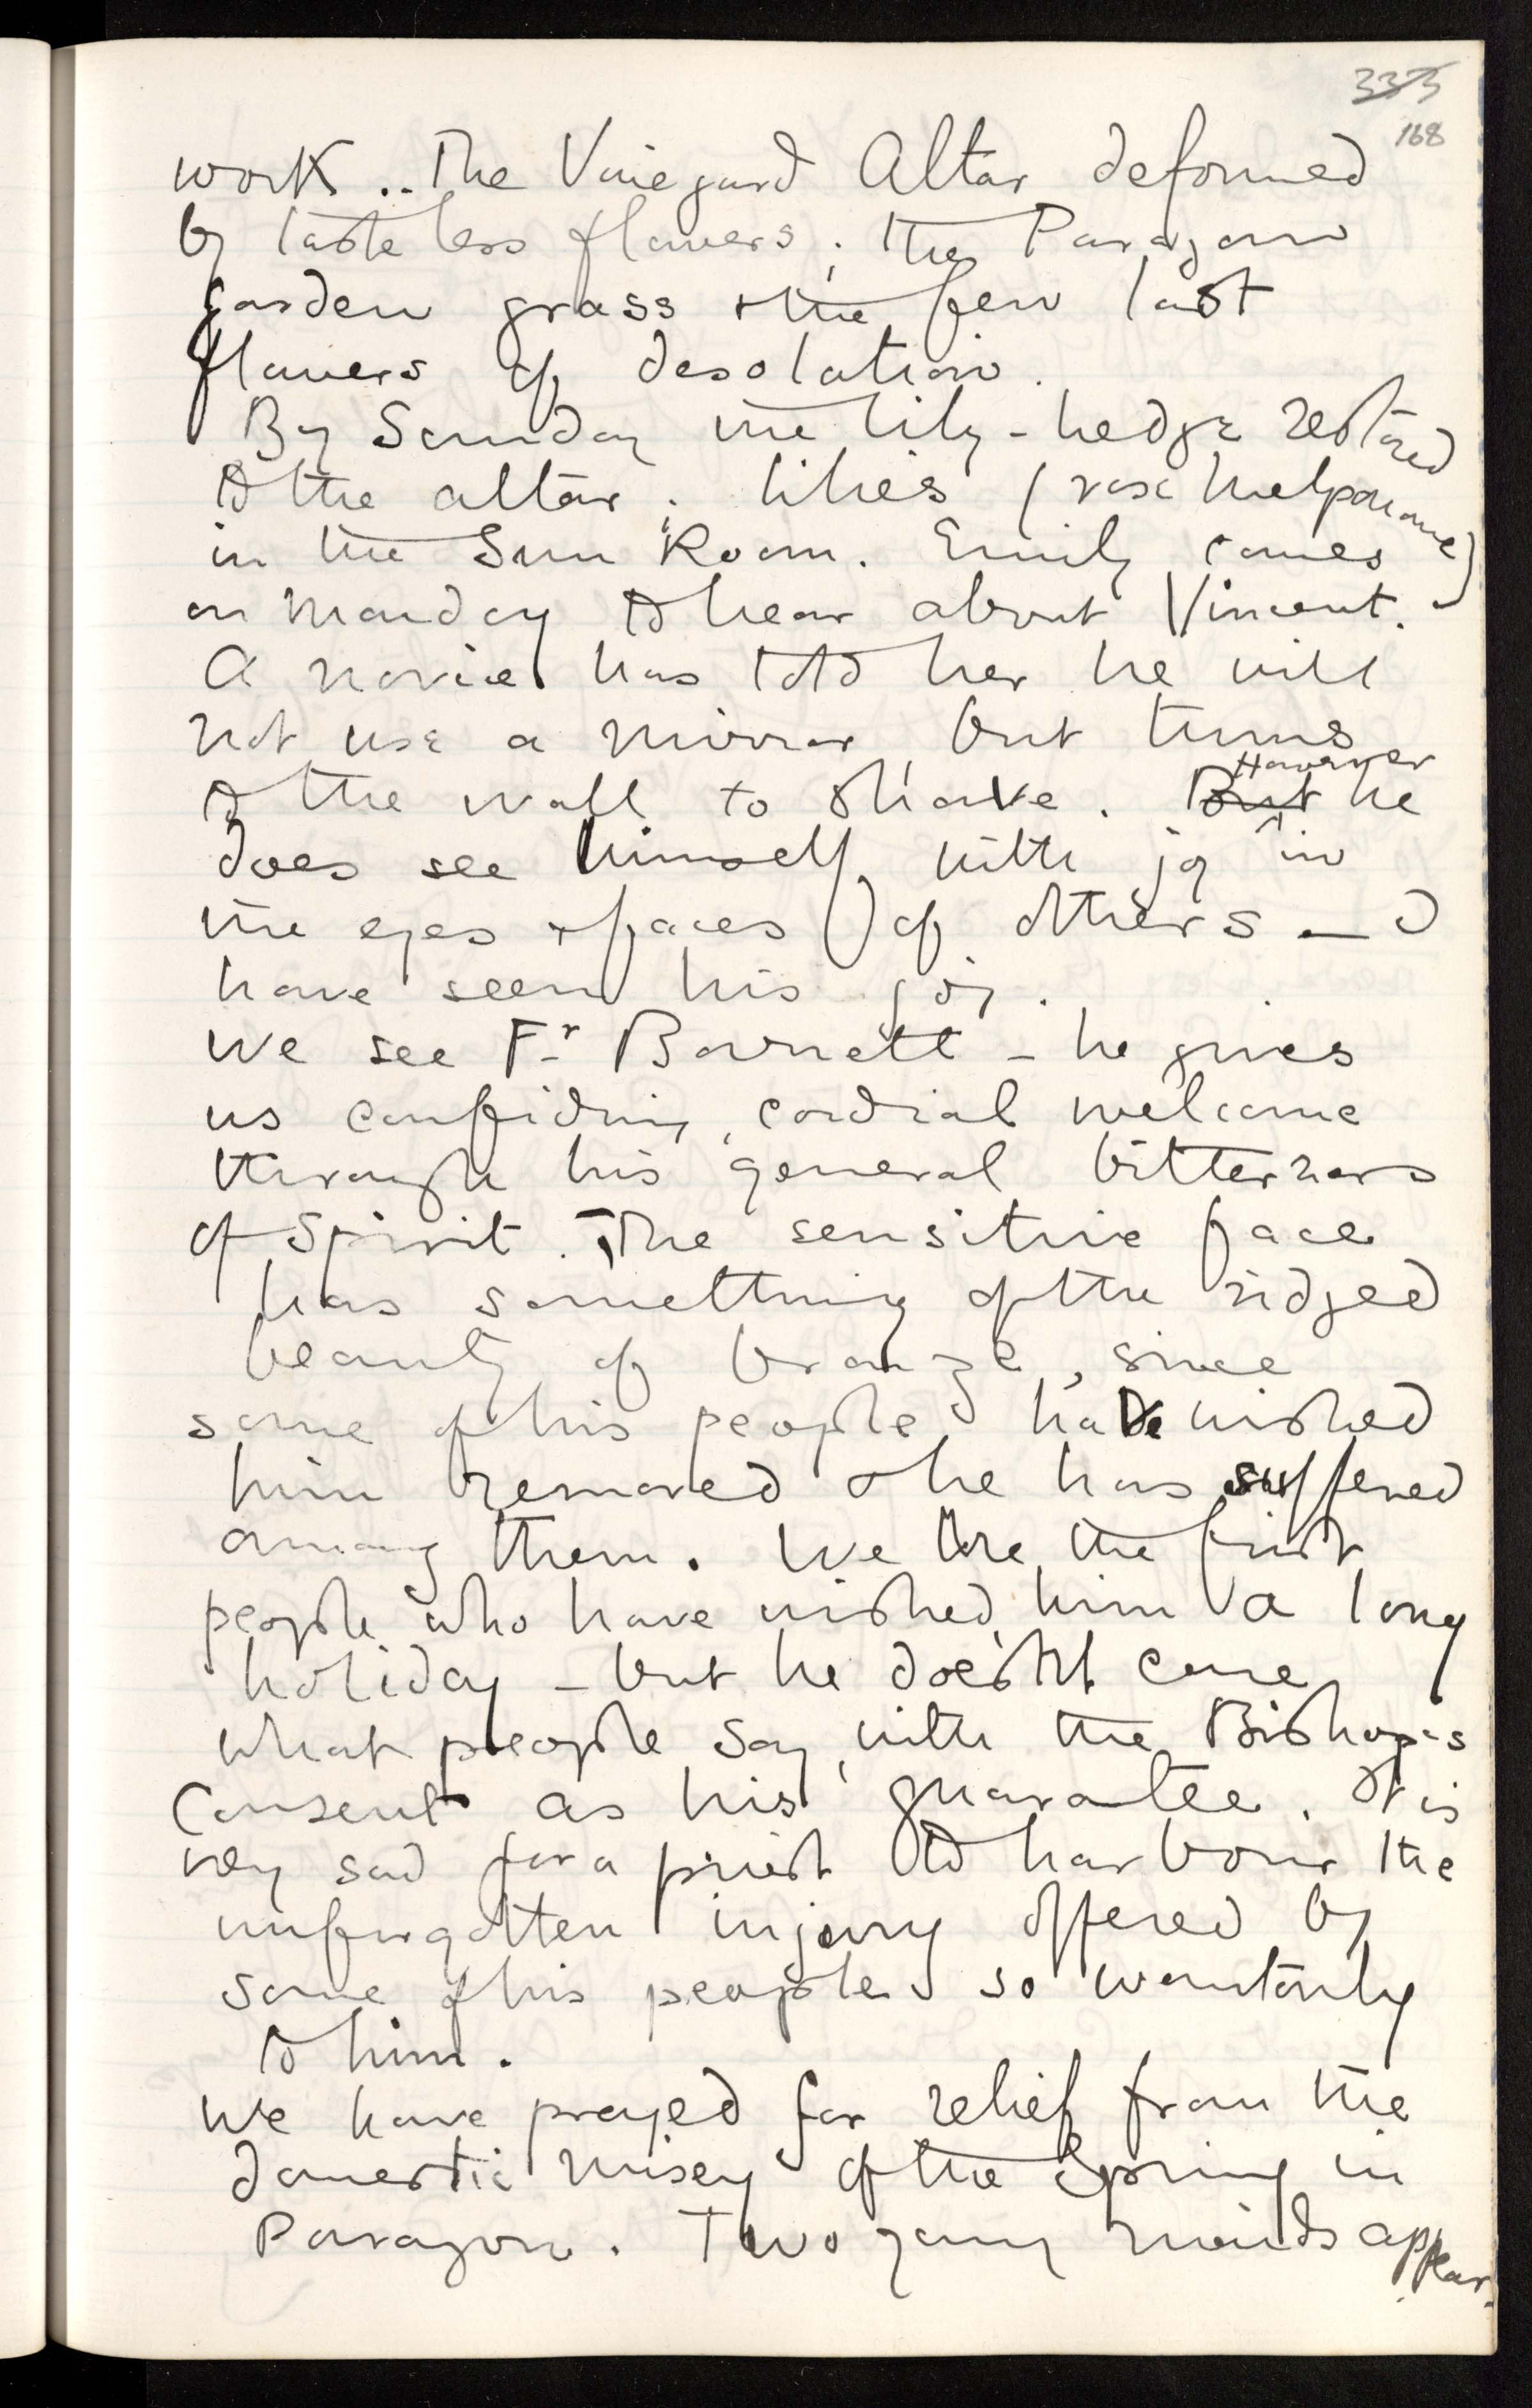 333
168
work .. The Vineyard Altar deformed
by tasteless flowers; the Paragon
garden grass & the few last
flowers of desolation.
By Sunday the lily-hedge restored
to the altar; lilies (rose Melpomene)
in the Sun Room. Emily comes
on Monday to hear about Vincent.
A novice has told her he will
not use a mirror, but turns
to the wall to shave. But However he
does see himself, with joy in
the eyes & faces of others — I
have seen his joy.
We see Fr Barnett – he gives
us confiding, cordial welcome
through his general bitterness
of Spirit. The sensitive face
has something of the ridged
beauty of bronze, since
some of his people have wished
him removed & he has suffered
among them. We are the first
people who have wished him a long
holiday – but he doesn't care
what people say, with the Bishop's
Consent as his guarantee. It is
very sad for a priest to harbour the
unforgotten injury offered by
some of his people so wantonly
to him.
We have prayed for relief from the
domestic misery of the Spring in
Paragon. Two young maids appear.